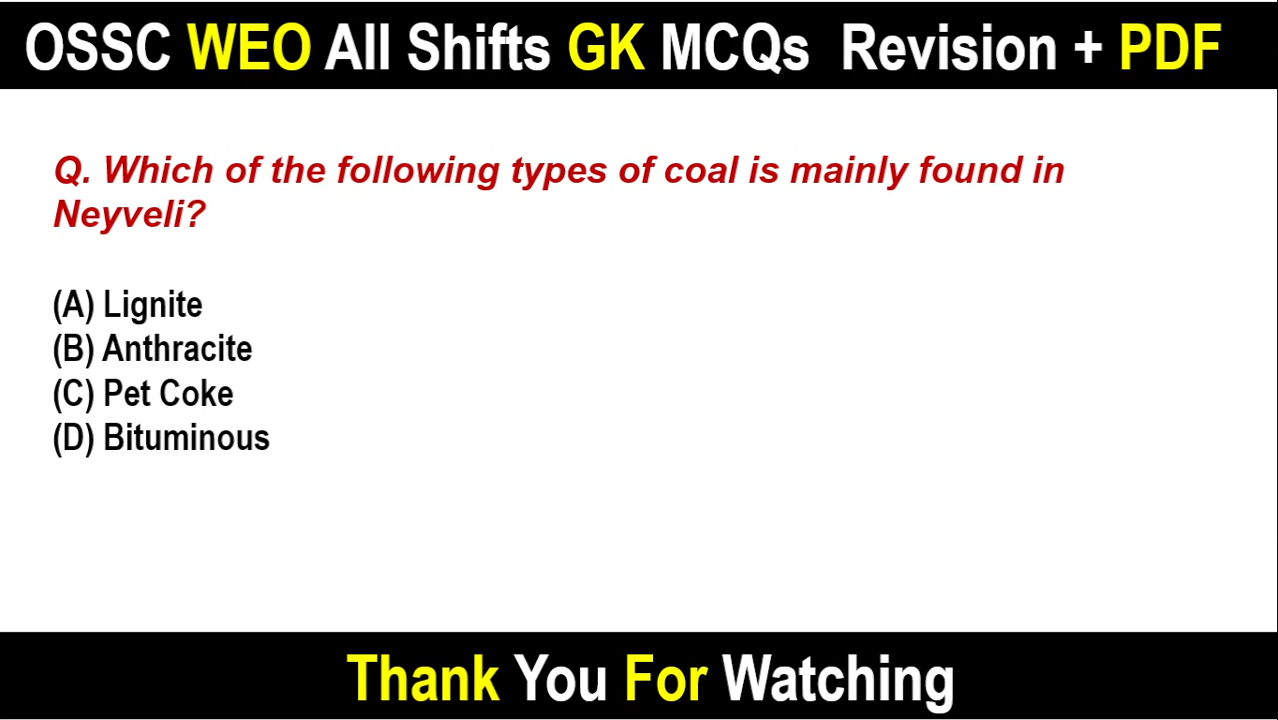 OSSC WEO All Shifts GK MCQs Revision + PDF
Q. Which of the following types of coal is mainly found in
Neyveli?
(A) Lignite
(B) Anthracite
(C) Pet Coke
(D) Bituminous
Thank You For Watching